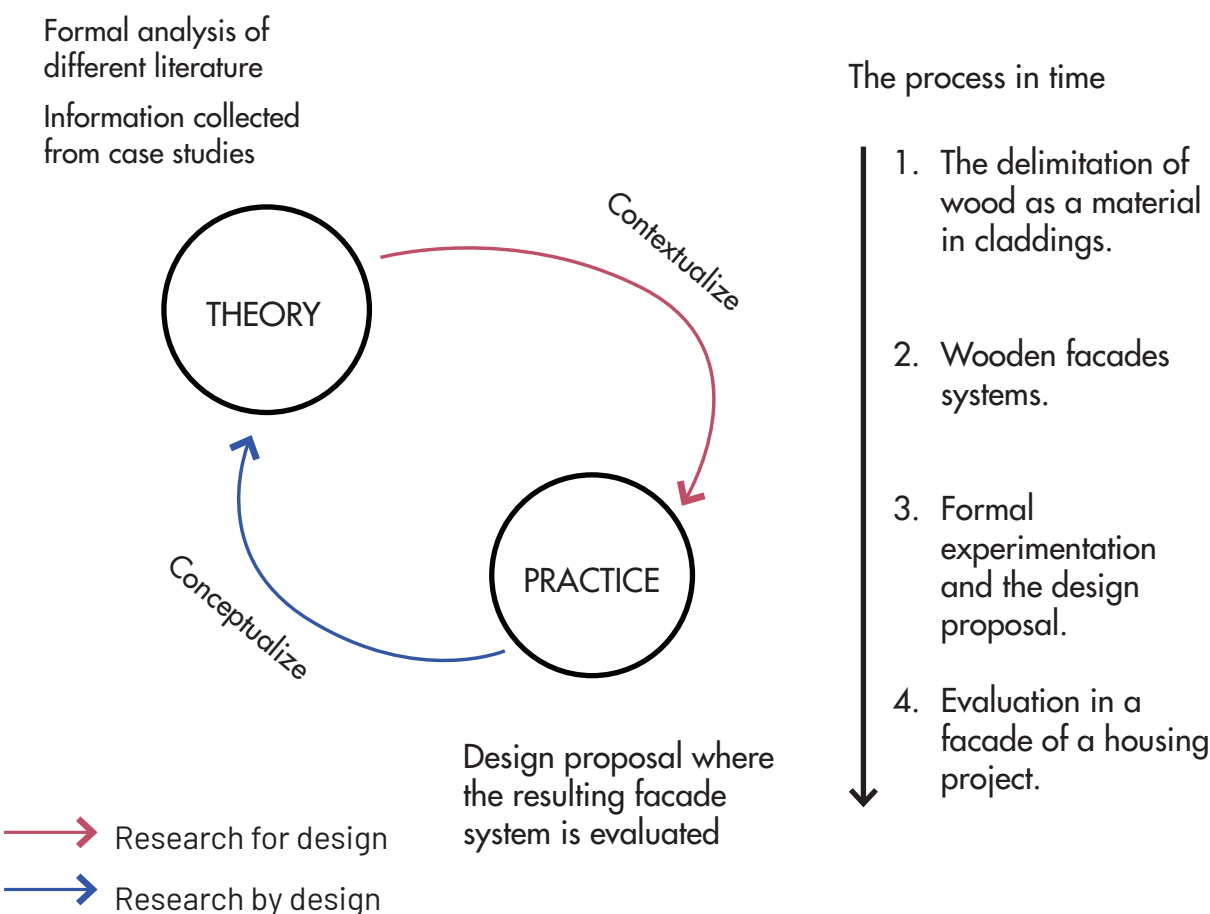 Formal analysis of
different literature
Information collected
from case studies
THEORY
Contextualize
PRACTICE
Conceptualize
Design proposal where
the resulting facade
system is evaluated
Research for design
Research by design
The process in time
1. The delimitation of
wood as a material
in claddings.
2. Wooden facades
systems.
3. Formal
experimentation
and the design
proposal.
4. Evaluation in a
facade of a housing
project.